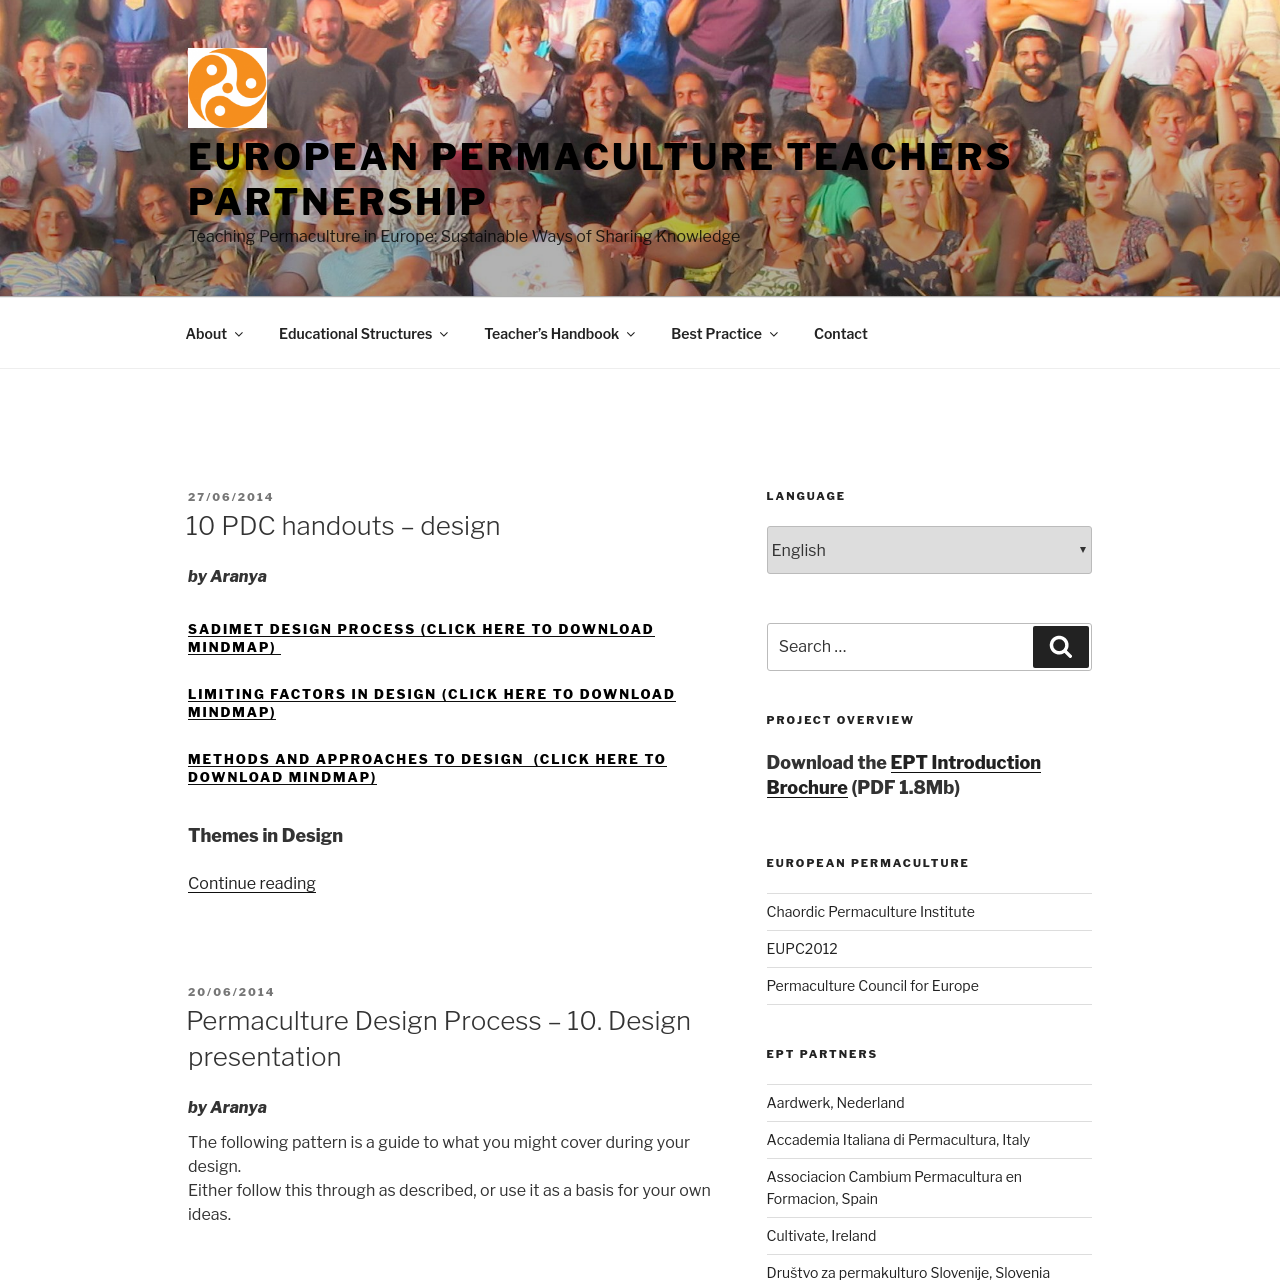 EUROPEAN PERMACULTURE TEACHERS
PARTNERSHIP
Teaching Permaculture in Europe: Sustainable Ways of Sharing Knowledge
About
Educational Structures
Teacher’s Handbook
Best Practice
Contact
27/06/2014
10 PDC handouts – design
by Aranya
SADIMET DESIGN PROCESS (CLICK HERE TO DOWNLOAD
MINDMAP)
LIMITING FACTORS IN DESIGN (CLICK HERE TO DOWNLOAD
MINDMAP)
METHODS AND APPROACHES TO DESIGN  (CLICK HERE TO
DOWNLOAD MINDMAP)
Themes in Design
Continue reading
20/06/2014
Permaculture Design Process – 10. Design
presentation
by Aranya
The following pattern is a guide to what you might cover during your
design.
Either follow this through as described, or use it as a basis for your own
ideas.
LANGUAGE
English
Search …
PROJECT OVERVIEW
Download the EPT Introduction
Brochure (PDF 1.8Mb)
EUROPEAN PERMACULTURE
Chaordic Permaculture Institute
EUPC2012
Permaculture Council for Europe
EPT PARTNERS
Aardwerk, Nederland
Accademia Italiana di Permacultura, Italy
Associacion Cambium Permacultura en
Formacion, Spain
Cultivate, Ireland
Društvo za permakulturo Slovenije, Slovenia